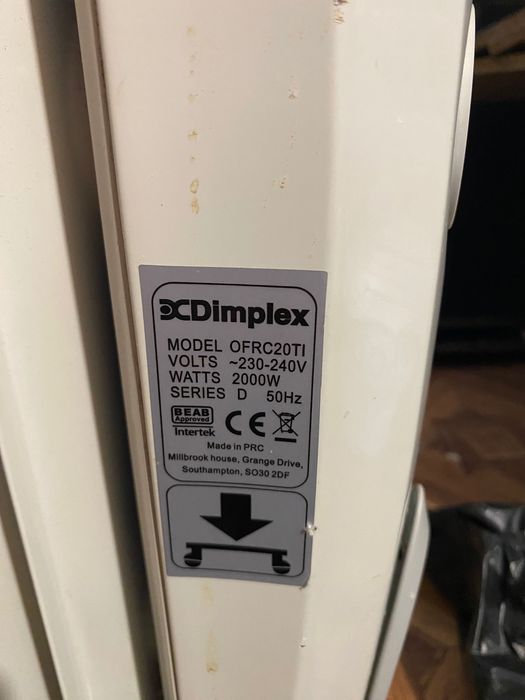 Dimplex
MODEL OFRC20TI
VOLTS ~230-240V
WATTS 2000W
SERIES D 50Hz
BEAB
Approved
Intertek
CE
Made in PRC
Millbrook house, Grange Drive,
Southampton, SO30 2DF